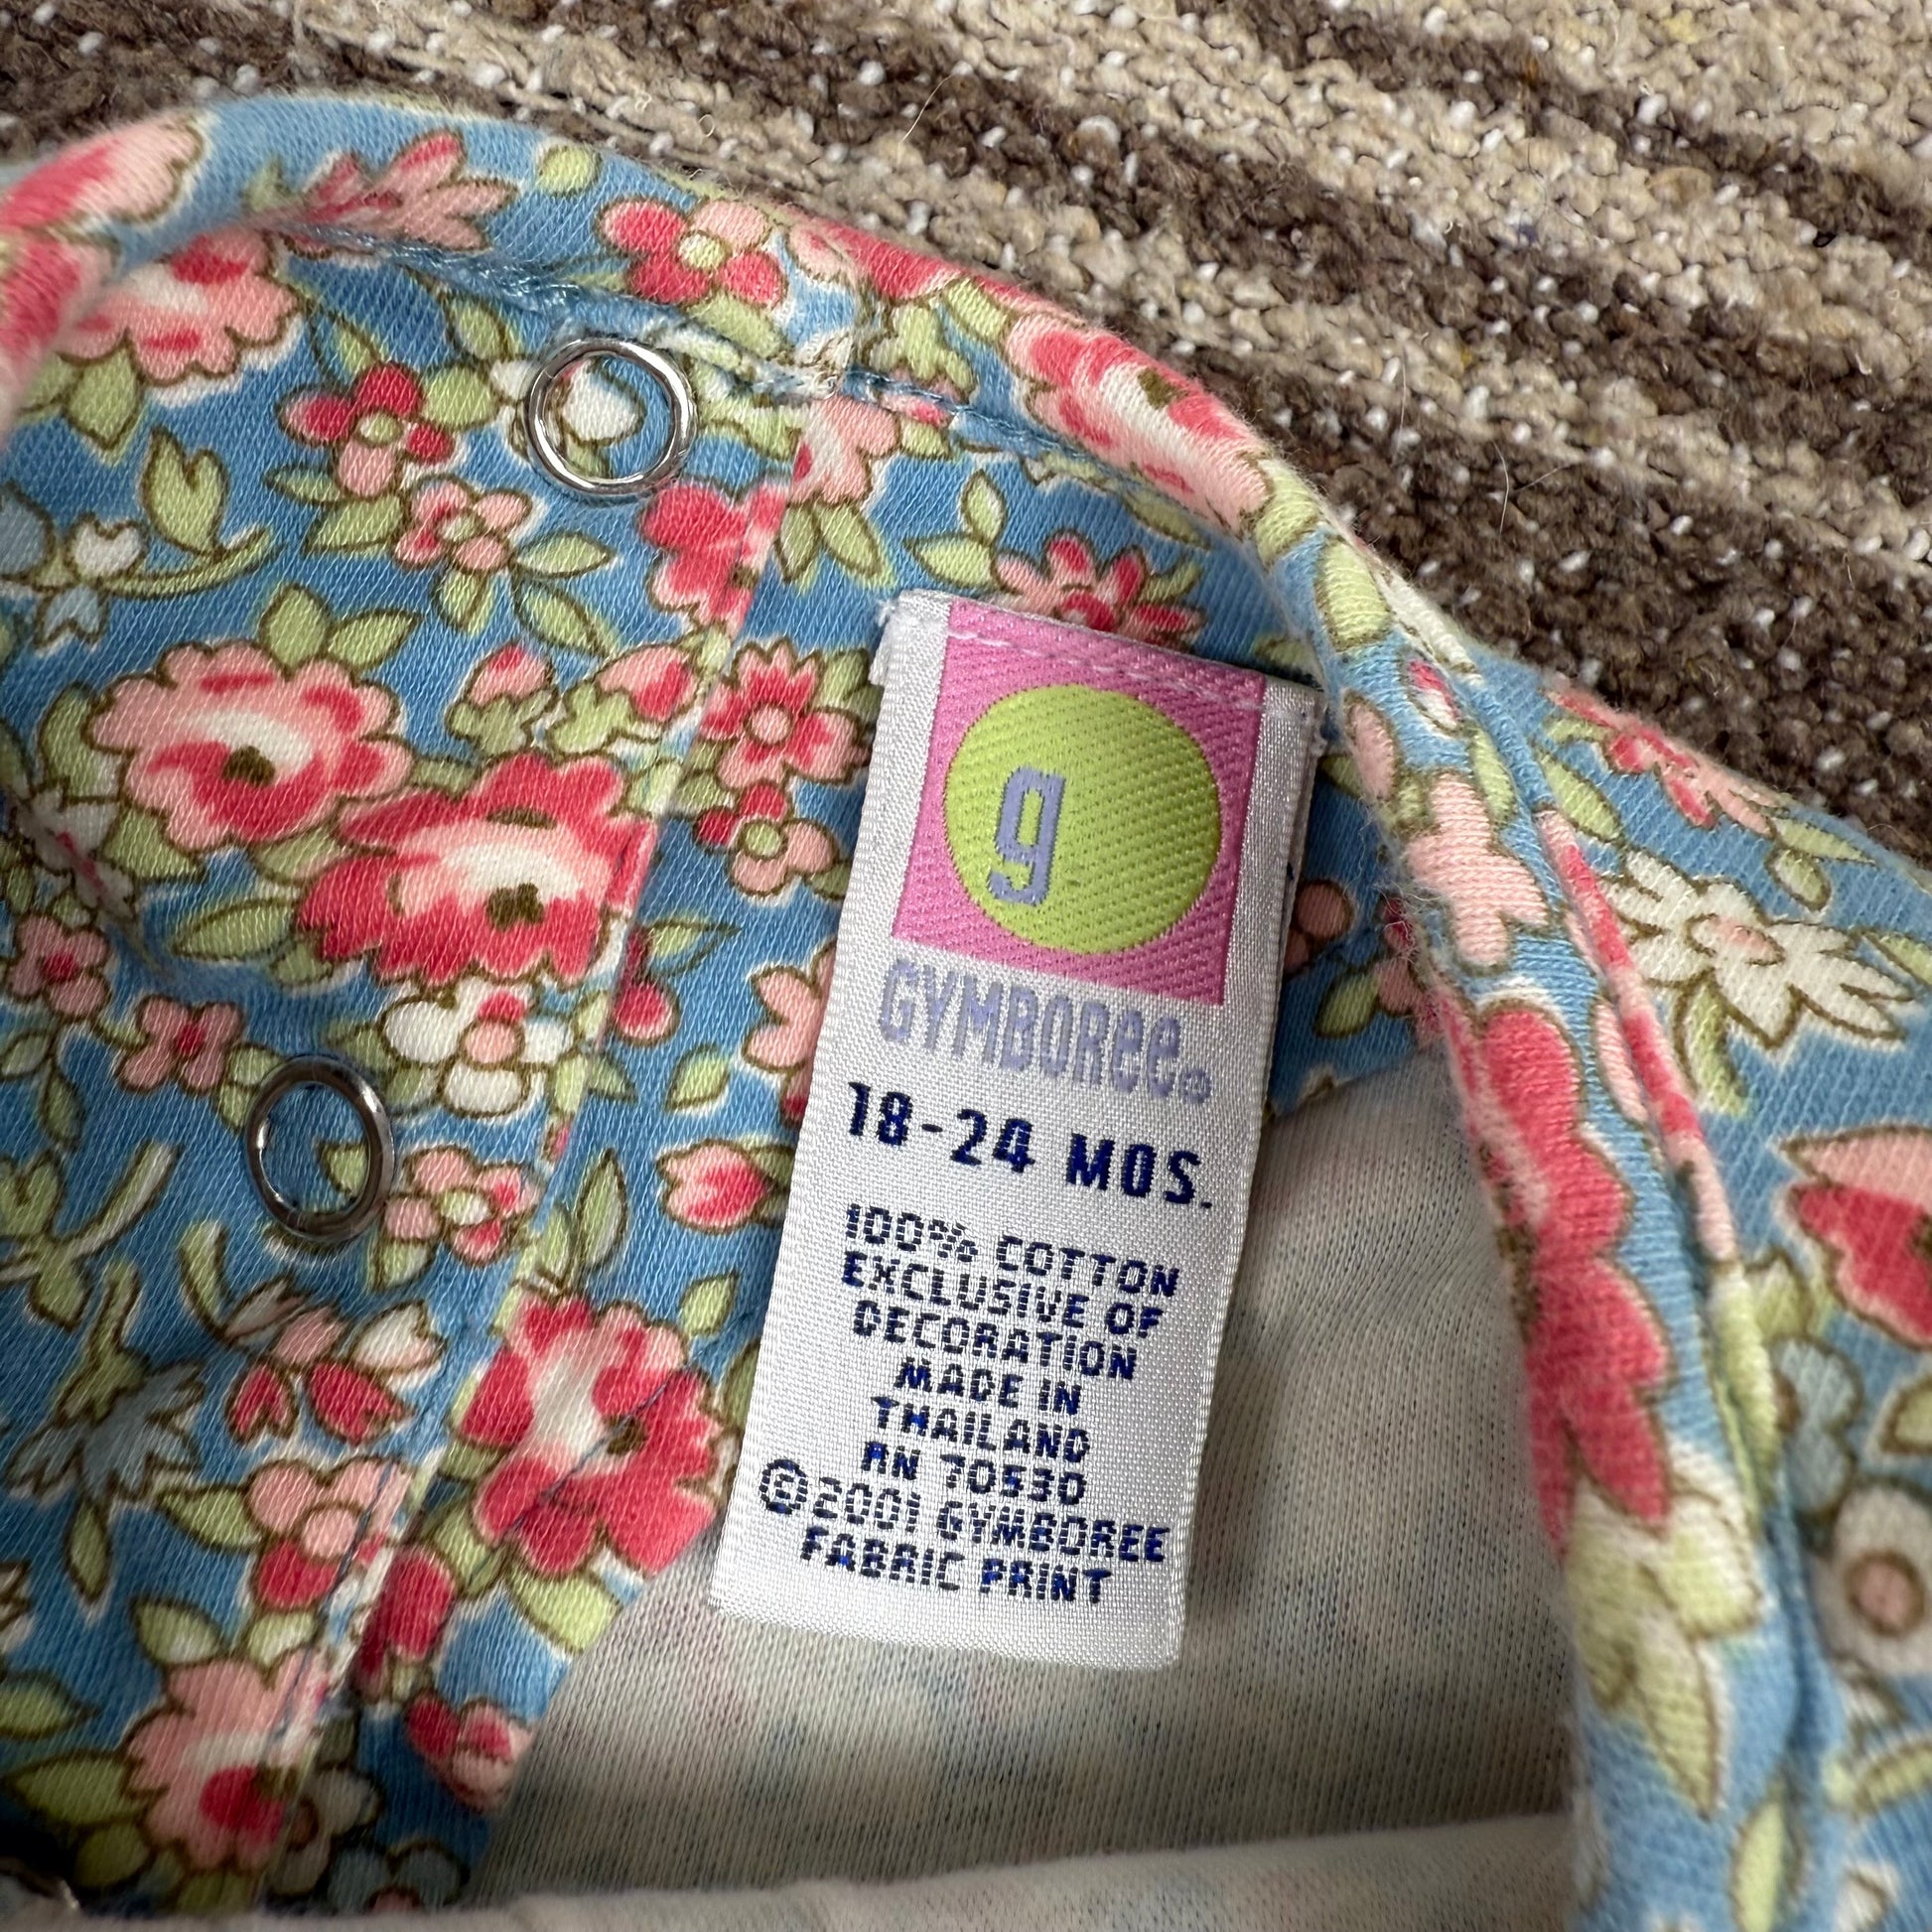 g
GYMBOREE®
18-24 MOS.
100% COTTON
EXCLUSIVE OF
DECORATION
MADE IN
THAILAND
RN 70530
©2001 GYMBOREE
FABRIC PRINT